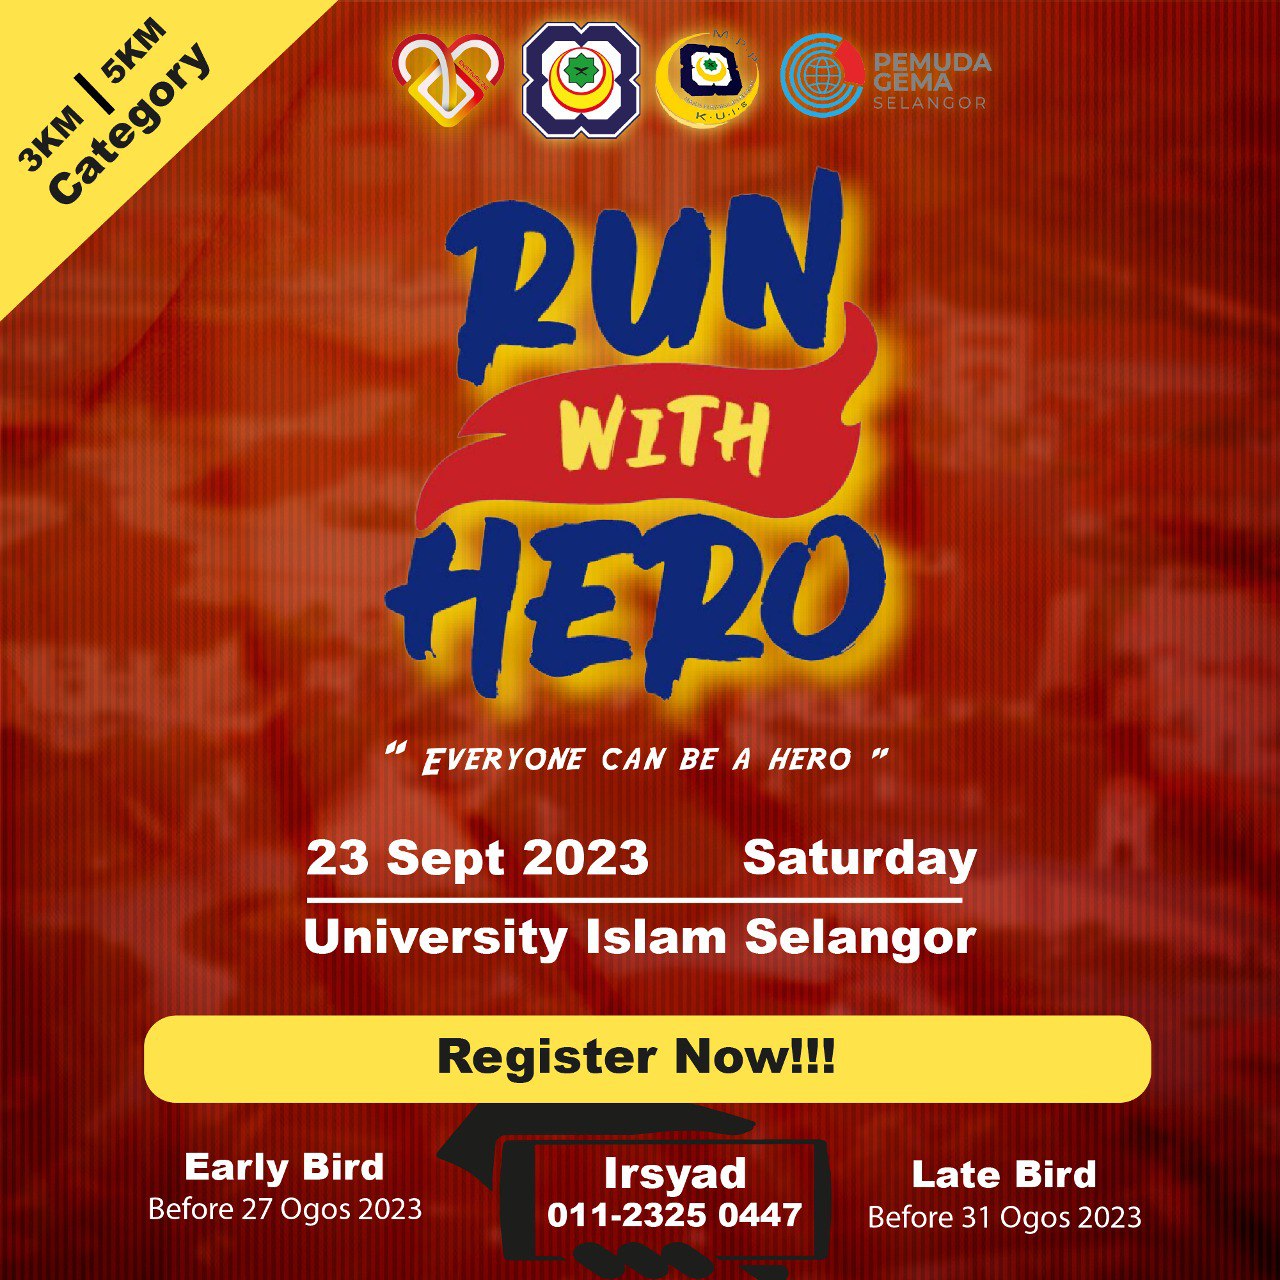 3KM | 5KM
Category
M.P.P
K.U.I.S
PEMUDA
GEMA
SELANGOR
RUN
WITH
HERO
" EVERYONE CAN BE A HERO "
23 Sept 2023 Saturday
University Islam Selangor
Register Now!!!
Early Bird
Before 27 Ogos 2023
Irsyad
011-2325 0447
Late Bird
Before 31 Ogos 2023